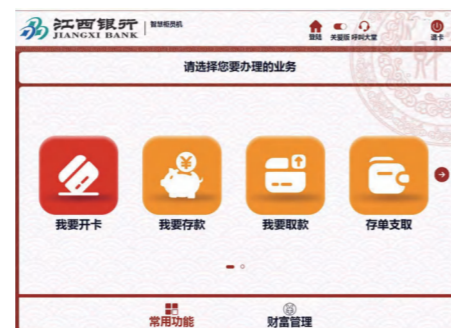 江西银行
JIANGXI BANK
智慧柜员机
登陆 关爱版 呼叫大堂 退卡
请选择您要办理的业务
我要开卡 我要存款 我要取款 存单支取
常用功能 财富管理